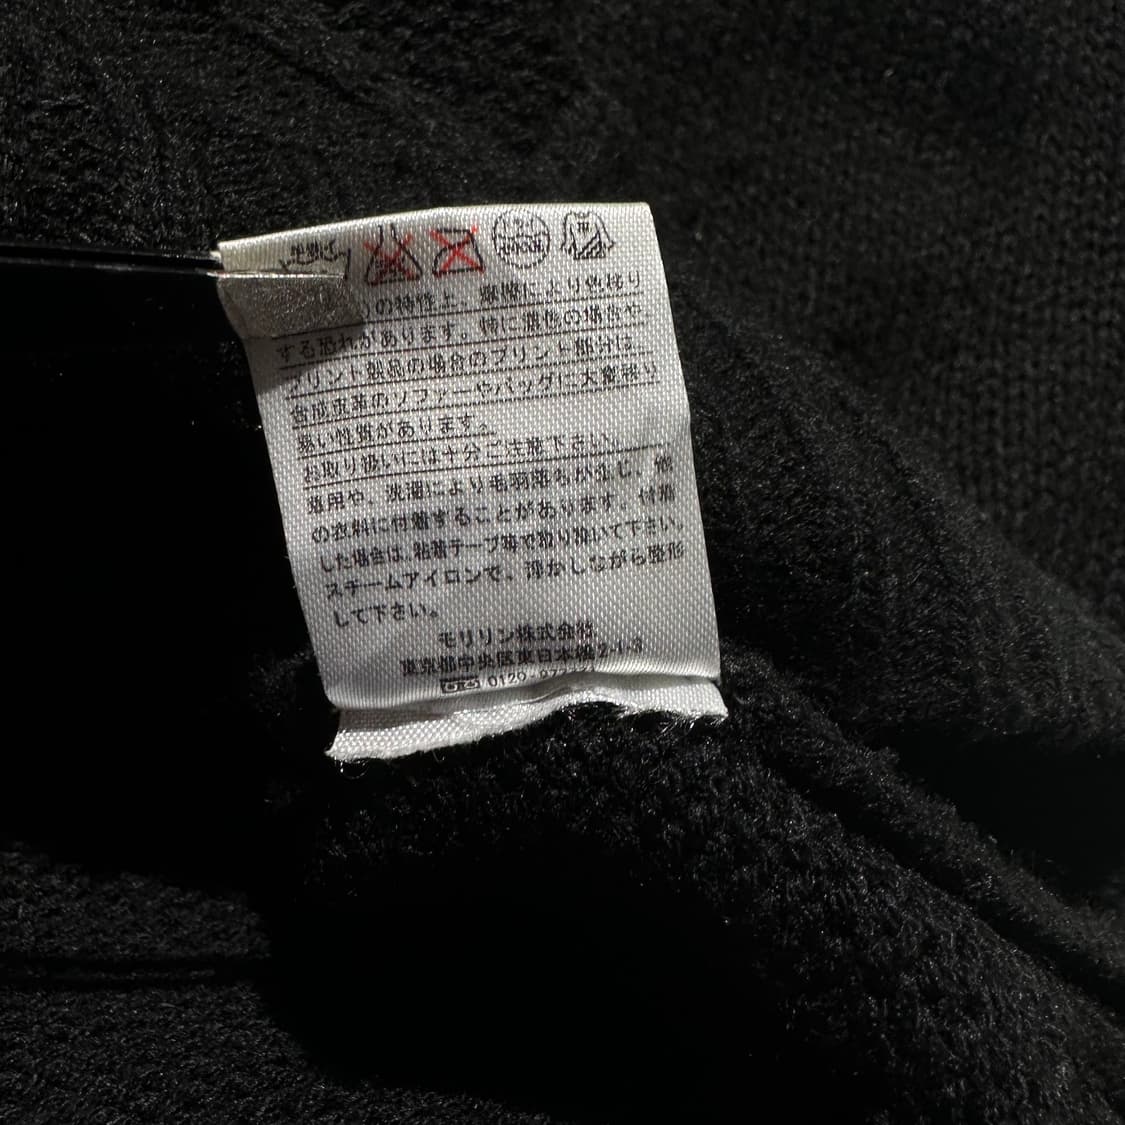 手洗イ
ドライ
の特性上、摩擦により色移り
する恐れがあります。特に濃色の場合や
プリント製品の場合のプリント部分は
合成皮革のソファーやバッグに大変移り
易い性質があります。
お取り扱いには十分ご注意下さい。
着用や、洗濯により毛羽落ちが生じ、他
の衣料に付着することがあります。付着
した場合は、粘着テープ等で取り除いて下さい。
スチームアイロンで、浮かしながら整形
して下さい。
モリリン株式会社
東京都中央区東日本橋2-1-3
0120-